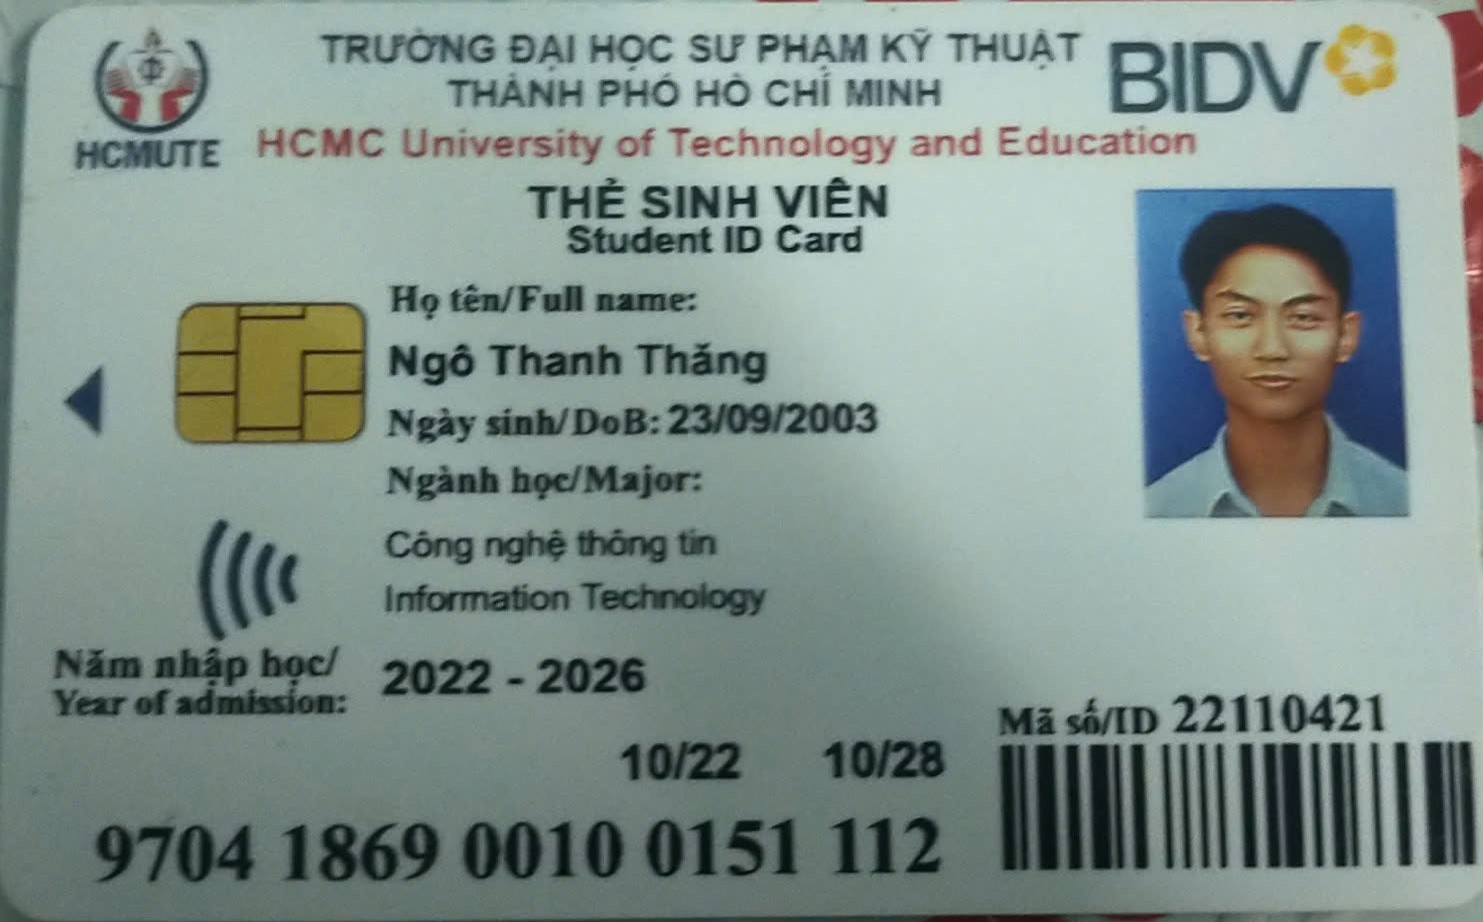 TRƯỜNG ĐẠI HỌC SƯ PHẠM KỸ THUẬT
THÀNH PHỐ HỒ CHÍ MINH
BIDV
HCMUTE
HCMC University of Technology and Education
THẺ SINH VIÊN
Student ID Card
Họ tên/Full name:
Ngô Thanh Thăng
Ngày sinh/DoB: 23/09/2003
Ngành học/Major:
Công nghệ thông tin
Information Technology
Năm nhập học/
Year of admission: 2022 - 2026
Mã số/ID 22110421
10/22 10/28
9704 1869 0010 0151 112